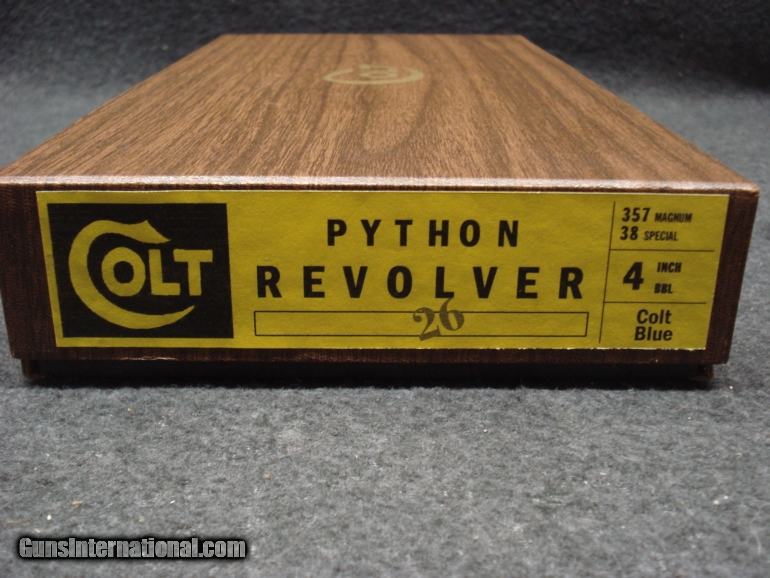 COLT
PYTHON
REVOLVER
26
357 MAGNUM
38 SPECIAL
4 INCH BBL
Colt
Blue
GunsInternational.com